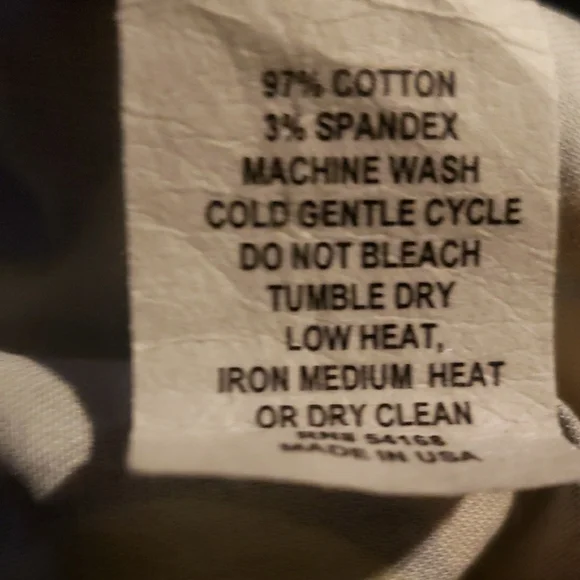 97% COTTON
3% SPANDEX
MACHINE WASH
COLD GENTLE CYCLE
DO NOT BLEACH
TUMBLE DRY
LOW HEAT,
IRON MEDIUM HEAT
OR DRY CLEAN
54168
MADE IN USA